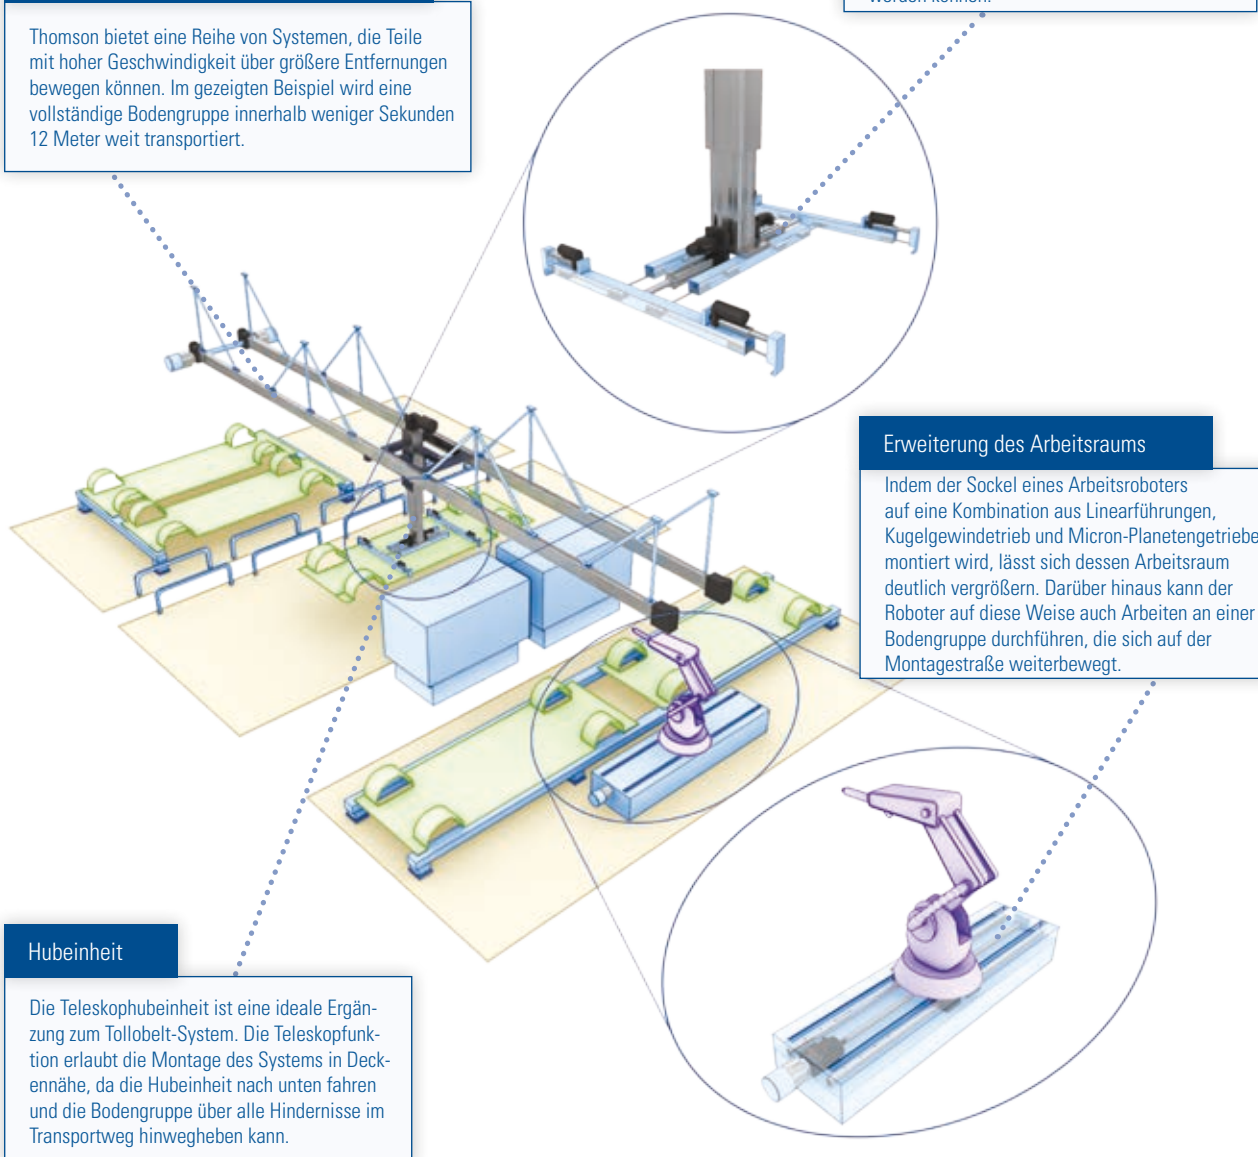 Thomson bietet eine Reihe von Systemen, die Teile
mit hoher Geschwindigkeit über größere Entfernungen
bewegen können. Im gezeigten Beispiel wird eine
vollständige Bodengruppe innerhalb weniger Sekunden
12 Meter weit transportiert.
werden können.
Erweiterung des Arbeitsraums
Indem der Sockel eines Arbeitsroboters
auf eine Kombination aus Linearführungen,
Kugelgewindetrieb und Micron-Planetengetriebe
montiert wird, lässt sich dessen Arbeitsraum
deutlich vergrößern. Darüber hinaus kann der
Roboter auf diese Weise auch Arbeiten an einer
Bodengruppe durchführen, die sich auf der
Montagestraße weiterbewegt.
Hubeinheit
Die Teleskophubeinheit ist eine ideale Ergän-
zung zum Tollobelt-System. Die Teleskopfunk-
tion erlaubt die Montage des Systems in Deck-
ennähe, da die Hubeinheit nach unten fahren
und die Bodengruppe über alle Hindernisse im
Transportweg hinwegheben kann.